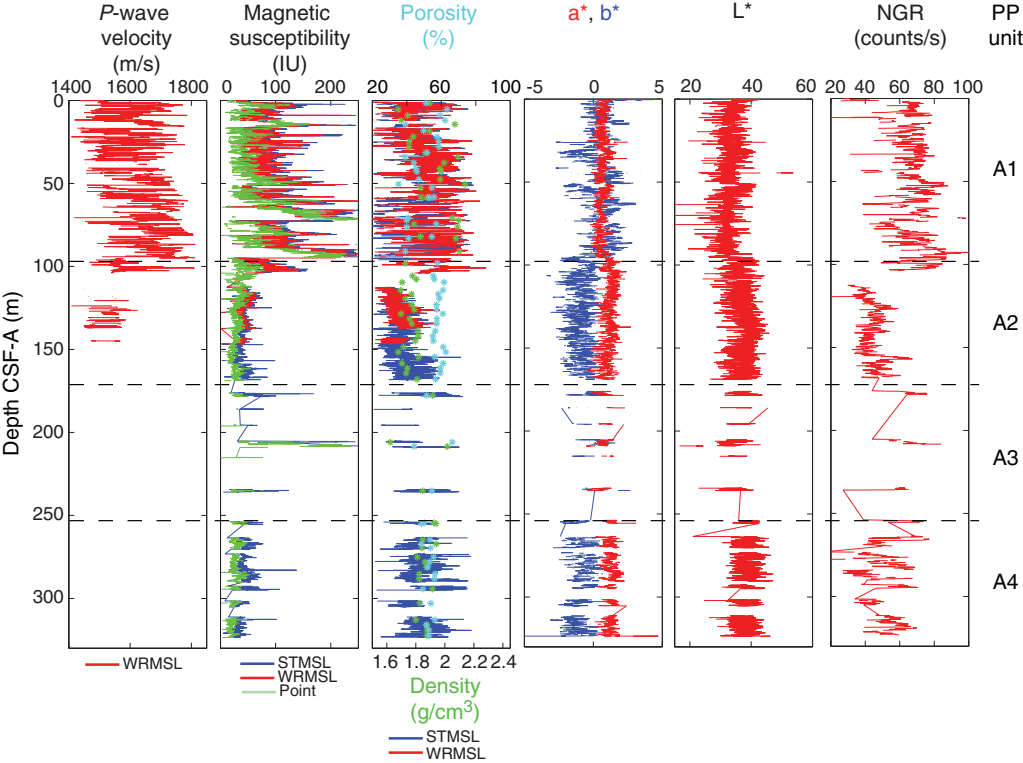 P-wave
velocity
(m/s)
Magnetic
susceptibility
(IU)
Porosity
(%)
a*, b*
L*
NGR
(counts/s)
PP
unit
1400 1600 1800
0 100 200
20 60 100
-5 0 5
20 40 60
20 40 60 80 100
Depth CSF-A (m)
0
50
100
150
200
250
300
A1
A2
A3
A4
1.6 1.8 2 2.2 2.4
WRMSL
STMSL
WRMSL
Point
Density
(g/cm3)
STMSL
WRMSL